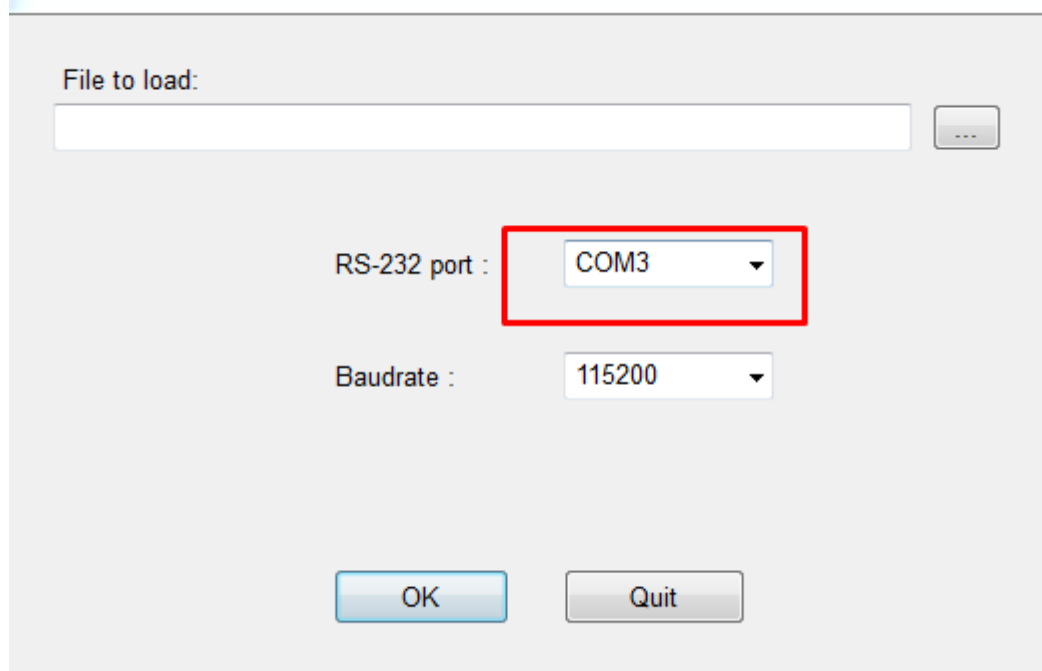 File to load:
...
RS-232 port :
COM3
Baudrate :
115200
OK
Quit